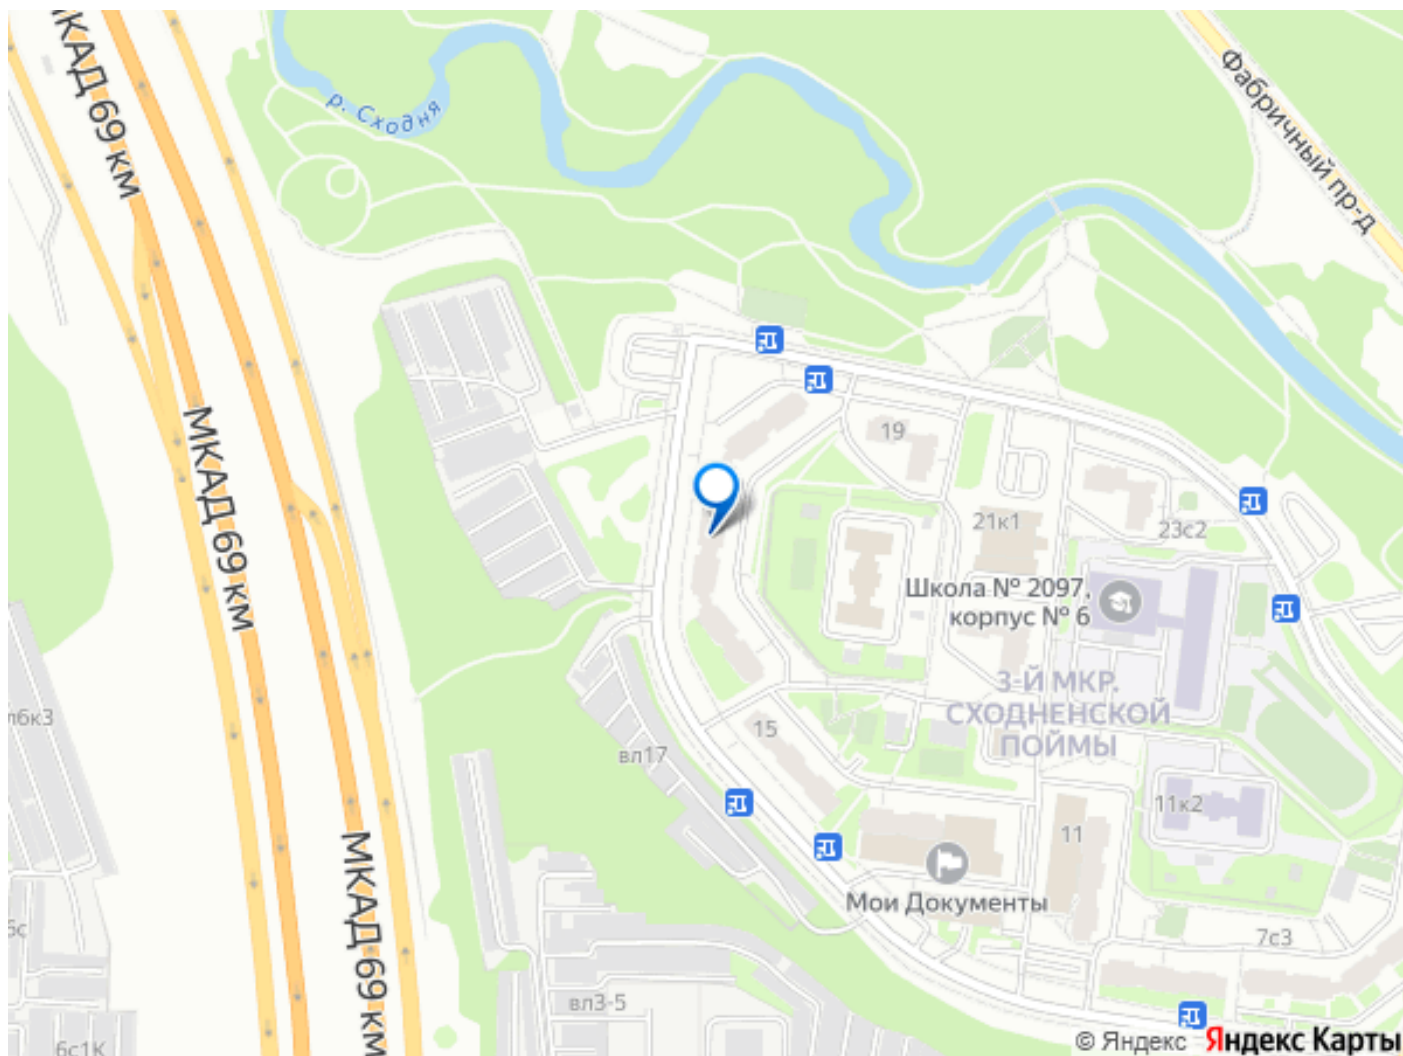 МКАД 69 км
р. Сходня
Фабричный пр-д
МКАД 69 км
19
21к1
23с2
Школа № 2097,
корпус № 6
3-Й МКР.
СХОДНЕНСКОЙ
ПОЙМЫ
15
вл17
11к2
11
МКАД 69 км
Мои Документы
7с3
вл3-5
6с1К
© Яндекс Яндекс Карты